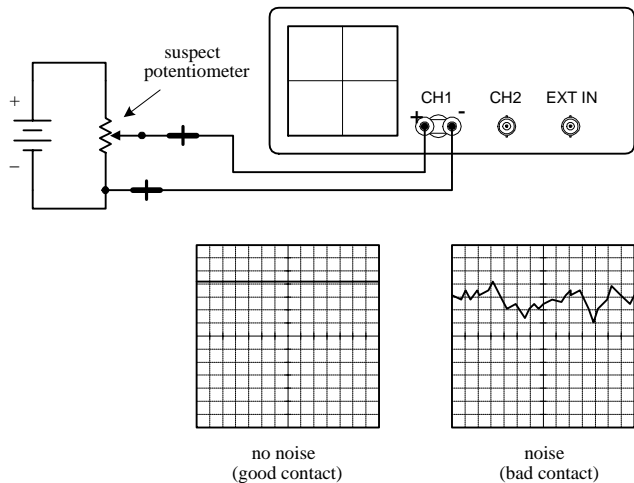 suspect
potentiometer
+
−
CH1
CH2
EXT IN
+
-
no noise
(good contact)
noise
(bad contact)